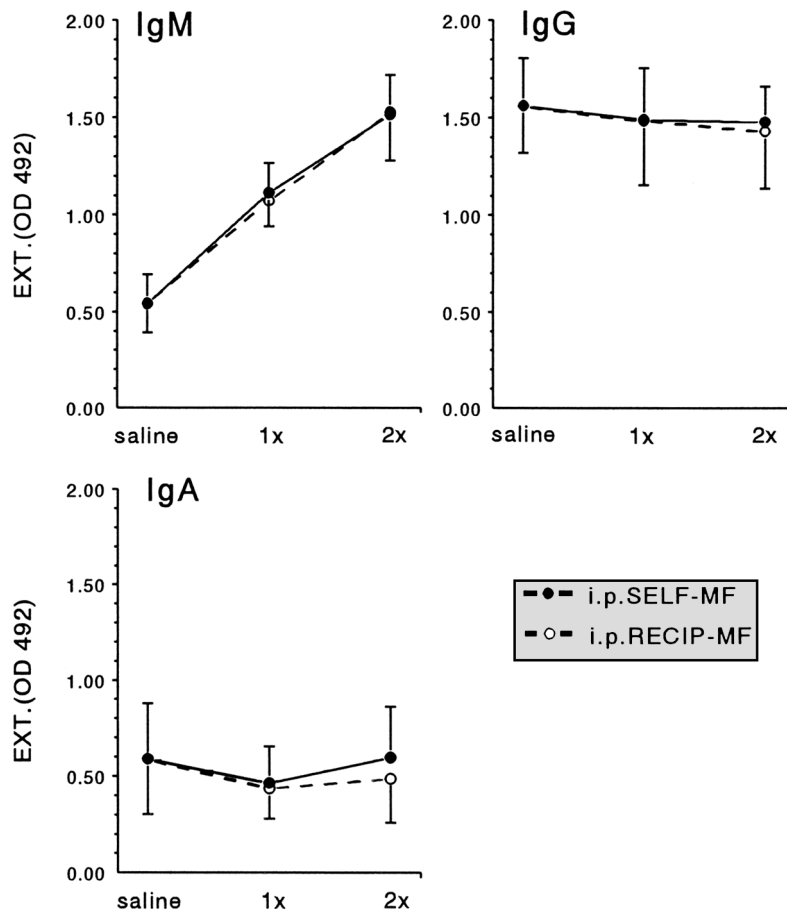 IgM
2.00
1.50
1.00
0.50
0.00
EXT.(OD 492)
saline 1x 2x
IgG
2.00
1.50
1.00
0.50
0.00
saline 1x 2x
IgA
2.00
1.50
1.00
0.50
0.00
EXT.(OD 492)
saline 1x 2x
i.p.SELF-MF
i.p.RECIP-MF